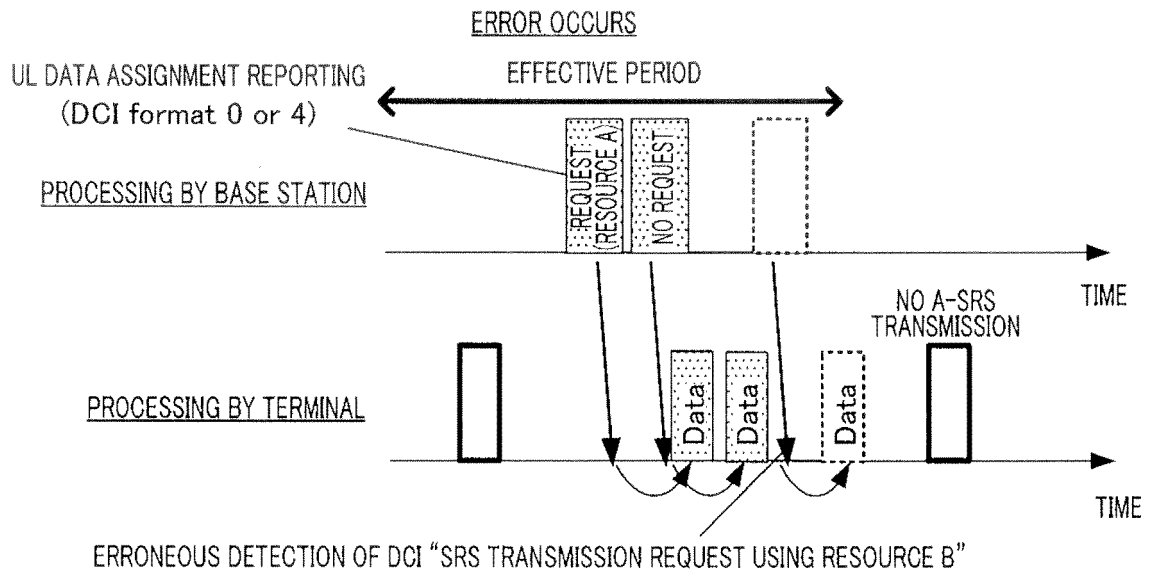 ERROR OCCURS
UL DATA ASSIGNMENT REPORTING
(DCI format 0 or 4)
EFFECTIVE PERIOD
PROCESSING BY BASE STATION
REQUEST
(RESOURCE A)
NO REQUEST
TIME
NO A-SRS
TRANSMISSION
PROCESSING BY TERMINAL
Data
Data
Data
TIME
ERRONEOUS DETECTION OF DCI “SRS TRANSMISSION REQUEST USING RESOURCE B”